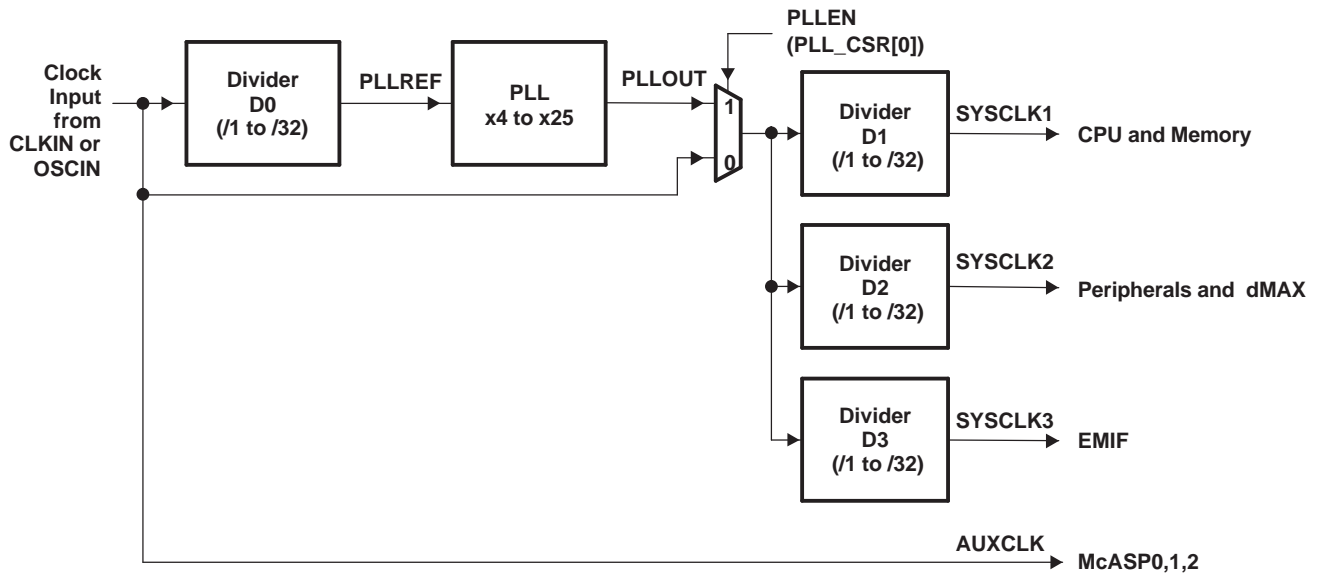 PLLEN
(PLL_CSR[0])
Clock
Input
from
CLKIN or
OSCIN
Divider
D0
(/1 to /32)
PLLREF
PLL
x4 to x25
PLLOUT
1
0
Divider
D1
(/1 to /32)
SYSCLK1
CPU and Memory
Divider
D2
(/1 to /32)
SYSCLK2
Peripherals and dMAX
Divider
D3
(/1 to /32)
SYSCLK3
EMIF
AUXCLK
McASP0,1,2